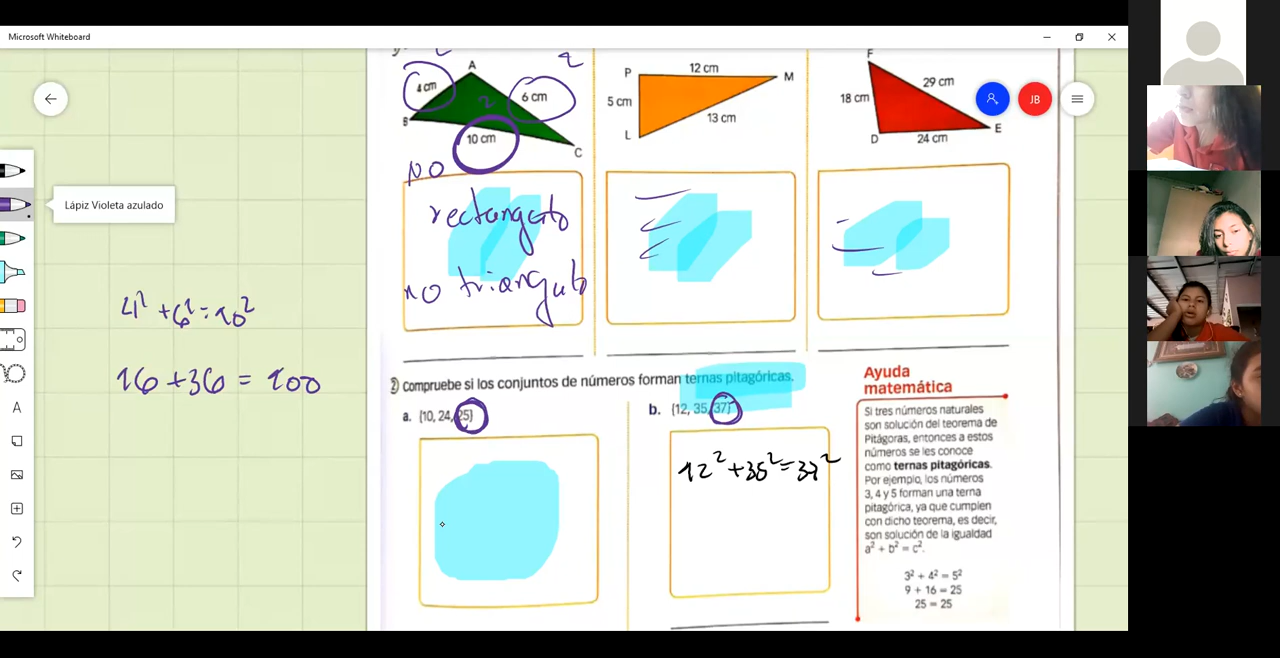 Microsoft Whiteboard
A
4 cm
6 cm
B
10 cm
C
2
2
P
12 cm
M
5 cm
13 cm
L
F
29 cm
18 cm
D
24 cm
E
JB
Lápiz Violeta azulado
NO
rectangulo
no triangulo
4² + 6² = 10²
16 + 36 = 100
2) Compruebe si los conjuntos de números forman ternas pitagóricas.
a. {10, 24, 25}
b. {12, 35, 37}
12² + 35² = 37²
Ayuda
matemática
Si tres números naturales
son solución del teorema de
Pitágoras, entonces a estos
números se les conoce
como ternas pitagóricas.
Por ejemplo, los números
3, 4 y 5 forman una terna
pitagórica, ya que cumplen
con dicho teorema, es decir,
son solución de la igualdad
a² + b² = c².
3² + 4² = 5²
9 + 16 = 25
25 = 25
A